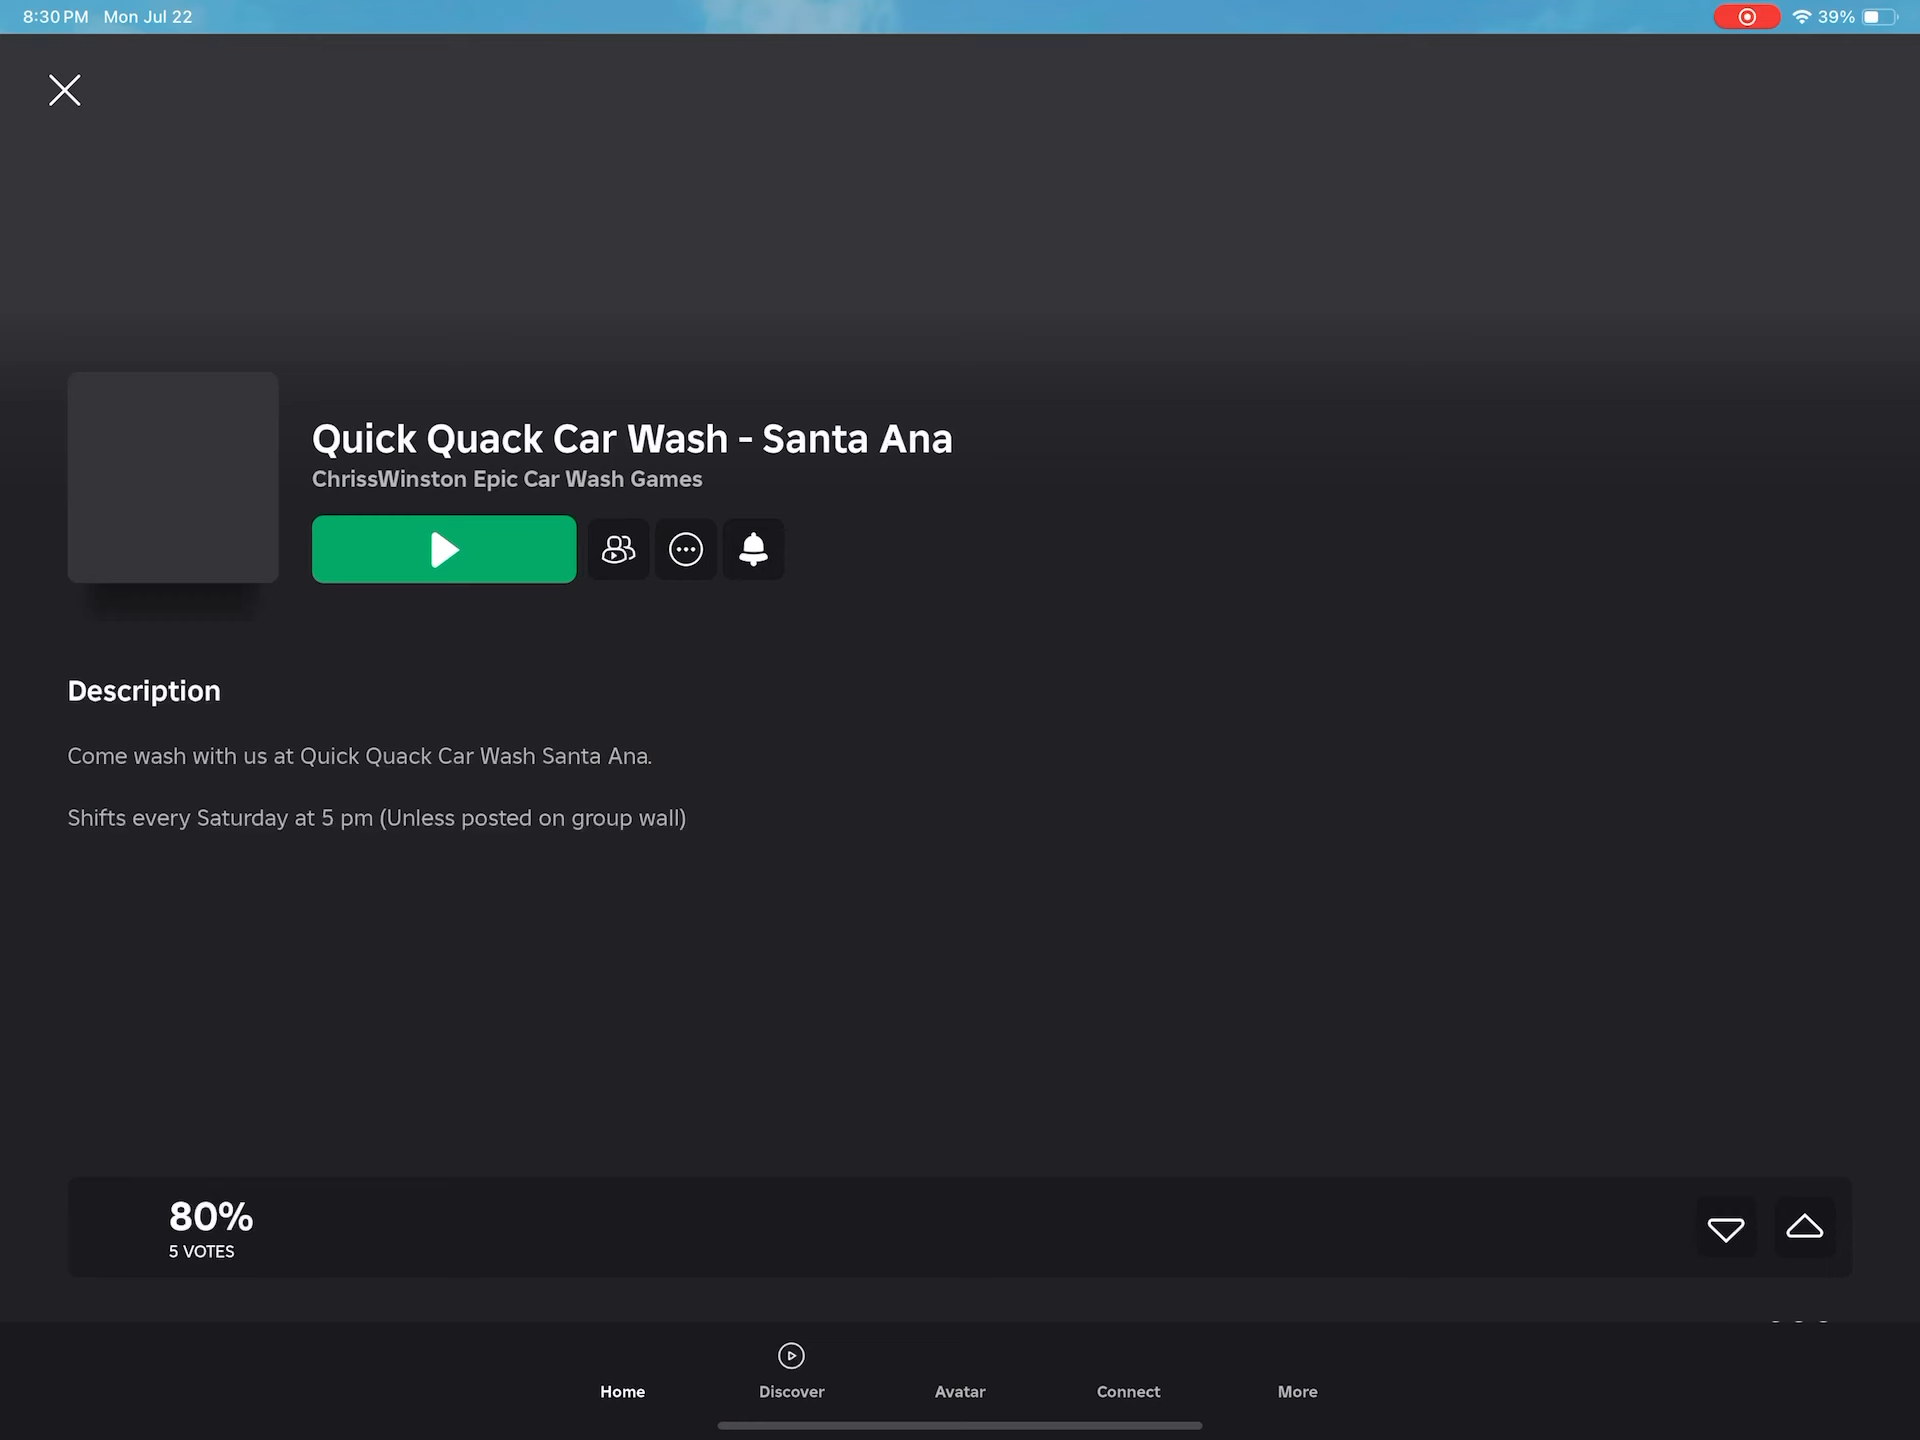 8:30 PM Mon Jul 22
39%
Quick Quack Car Wash - Santa Ana
ChrissWinston Epic Car Wash Games
Description
Come wash with us at Quick Quack Car Wash Santa Ana.
Shifts every Saturday at 5 pm (Unless posted on group wall)
80%
5 VOTES
Home
Discover
Avatar
Connect
More